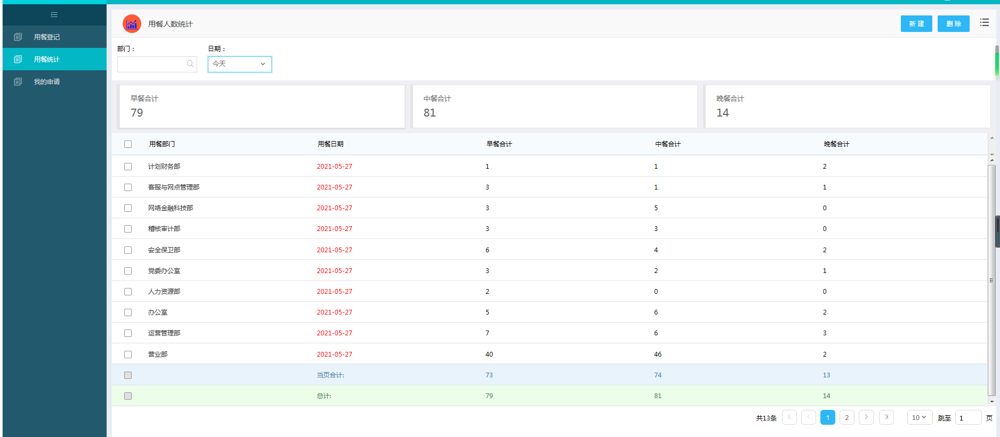 用餐登记
用餐统计
我的申请
用餐人数统计
新 建
删 除
部门：
日期：
今天
早餐合计
79
中餐合计
81
晚餐合计
14
用餐部门 用餐日期 早餐合计 中餐合计 晚餐合计
计划财务部 2021-05-27 1 1 2
客服与网点管理部 2021-05-27 3 1 1
网络金融科技部 2021-05-27 3 5 0
稽核审计部 2021-05-27 3 3 0
安全保卫部 2021-05-27 6 4 2
党委办公室 2021-05-27 3 2 1
人力资源部 2021-05-27 2 0 0
办公室 2021-05-27 5 6 2
运营管理部 2021-05-27 7 6 3
营业部 2021-05-27 40 46 2
当页合计: 73 74 13
总计: 79 81 14
共13条 1 2 10 跳至 1 页